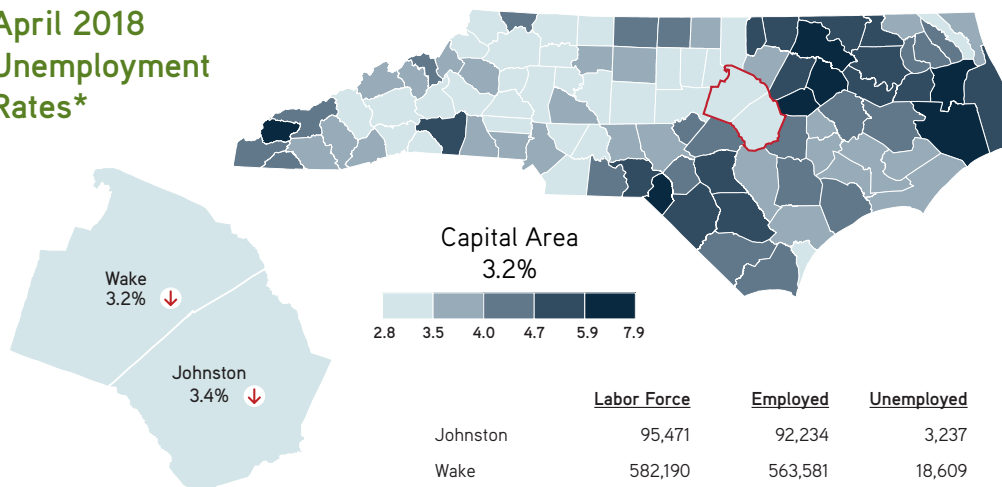 April 2018
Unemployment
Rates*
Capital Area
3.2%
2.8 3.5 4.0 4.7 5.9 7.9
Wake
3.2%
Johnston
3.4%
Labor Force Employed Unemployed
Johnston 95,471 92,234 3,237
Wake 582,190 563,581 18,609